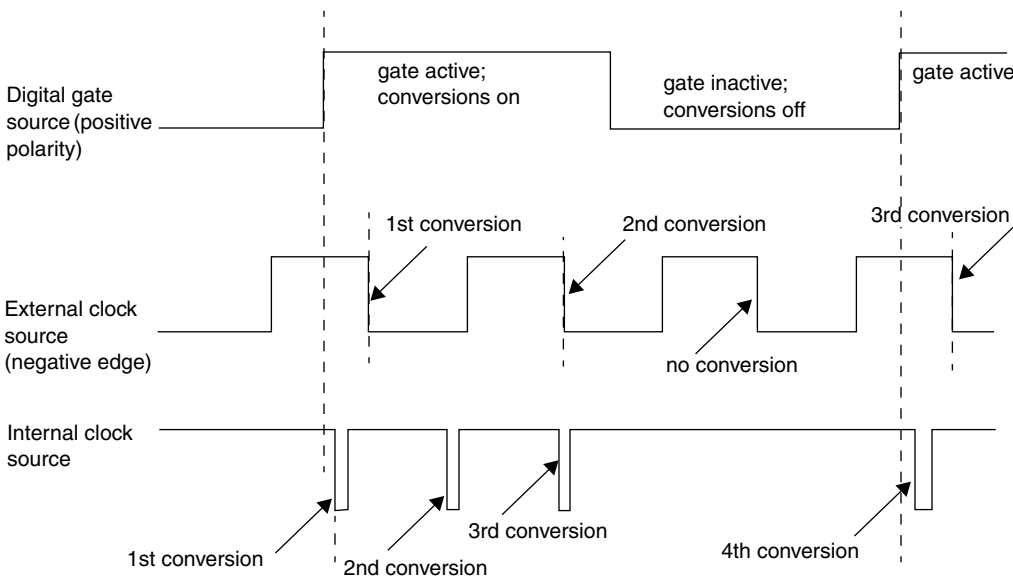 gate active;
conversions on
gate inactive;
conversions off
gate active
Digital gate
source (positive
polarity)
1st conversion
2nd conversion
3rd conversion
External clock
source
(negative edge)
no conversion
Internal clock
source
1st conversion
2nd conversion
3rd conversion
4th conversion